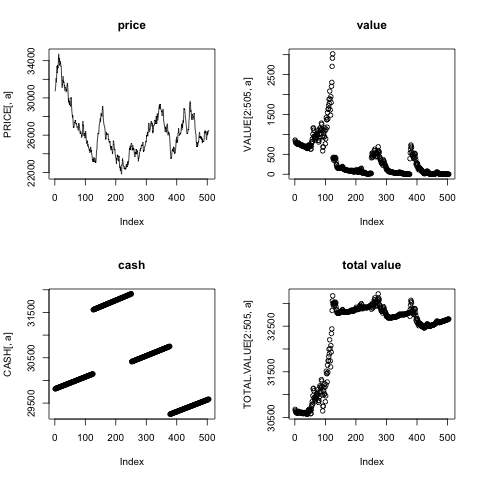 price
PRICE[, a]
22000 26000 30000 34000
0 100 200 300 400 500
Index
value
VALUE[2:505, a]
0 500 1500 2500
0 100 200 300 400 500
Index
cash
CASH[, a]
29500 30500 31500
0 100 200 300 400 500
Index
total value
TOTAL.VALUE[2:505, a]
30500 31500 32500
0 100 200 300 400 500
Index